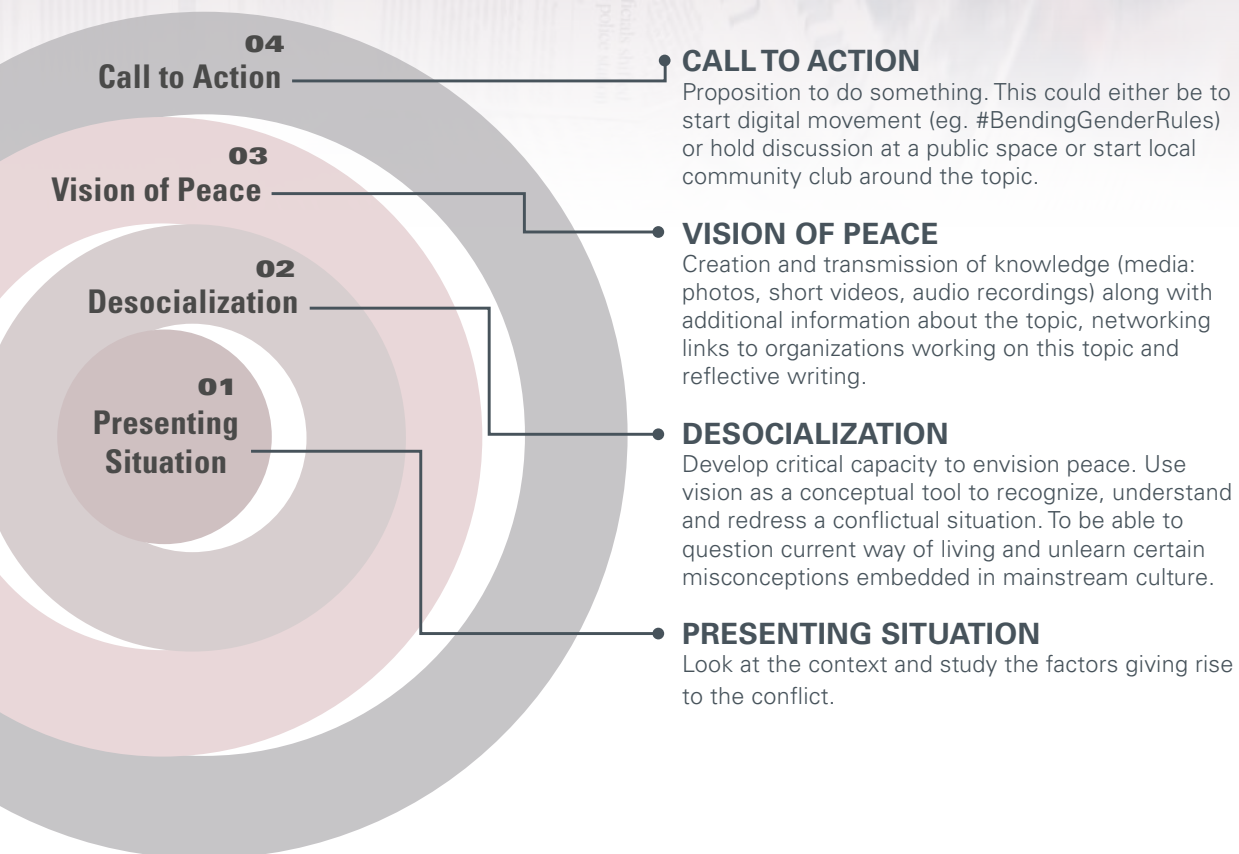 04
Call to Action
03
Vision of Peace
02
Desocialization
01
Presenting
Situation
CALL TO ACTION
Proposition to do something. This could either be to
start digital movement (eg. #BendingGenderRules)
or hold discussion at a public space or start local
community club around the topic.
VISION OF PEACE
Creation and transmission of knowledge (media:
photos, short videos, audio recordings) along with
additional information about the topic, networking
links to organizations working on this topic and
reflective writing.
DESOCIALIZATION
Develop critical capacity to envision peace. Use
vision as a conceptual tool to recognize, understand
and redress a conflictual situation. To be able to
question current way of living and unlearn certain
misconceptions embedded in mainstream culture.
PRESENTING SITUATION
Look at the context and study the factors giving rise
to the conflict.